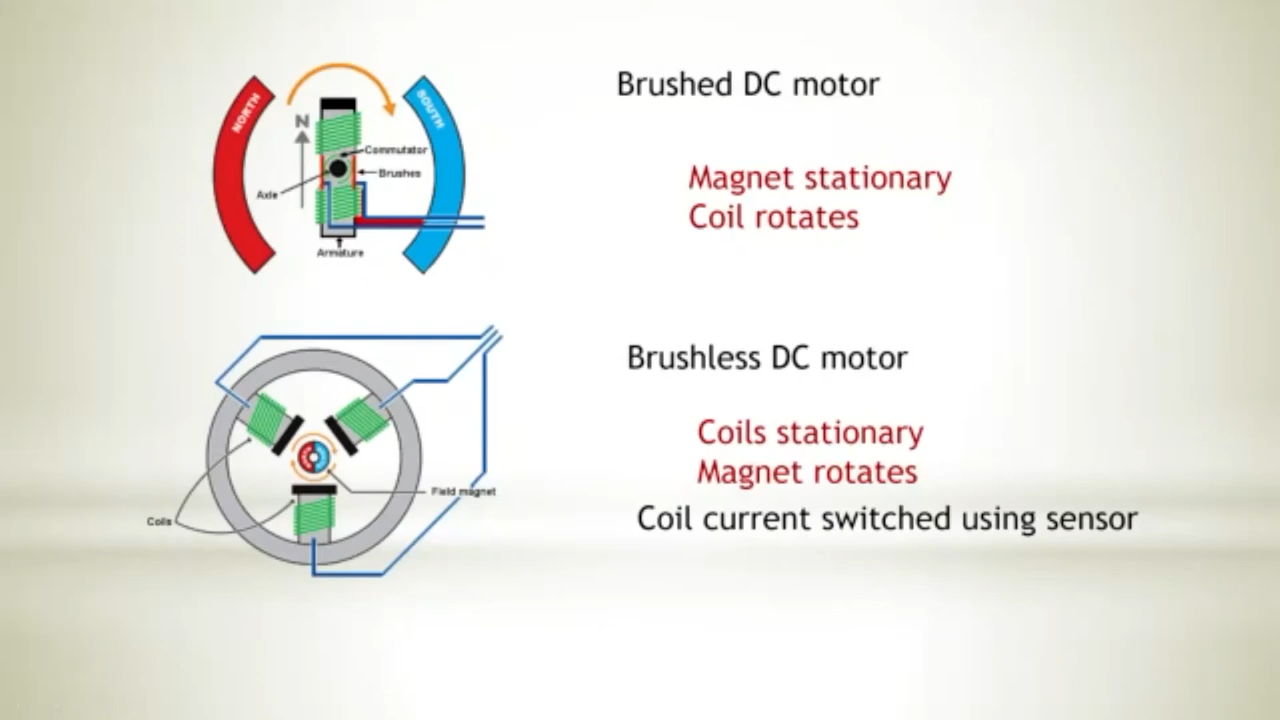 Brushed DC motor
NORTH
SOUTH
N
Commutator
Brushes
Axle
Armature
Magnet stationary
Coil rotates
Brushless DC motor
Coils
Field magnet
Coils stationary
Magnet rotates
Coil current switched using sensor